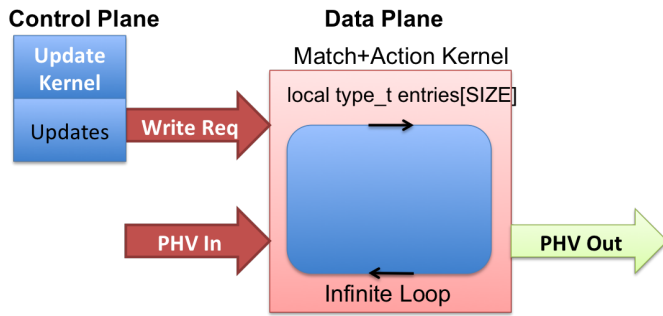 Control Plane
Data Plane
Update
Kernel
Updates
Write Req
PHV In
Match+Action Kernel
local type_t entries[SIZE]
Infinite Loop
PHV Out